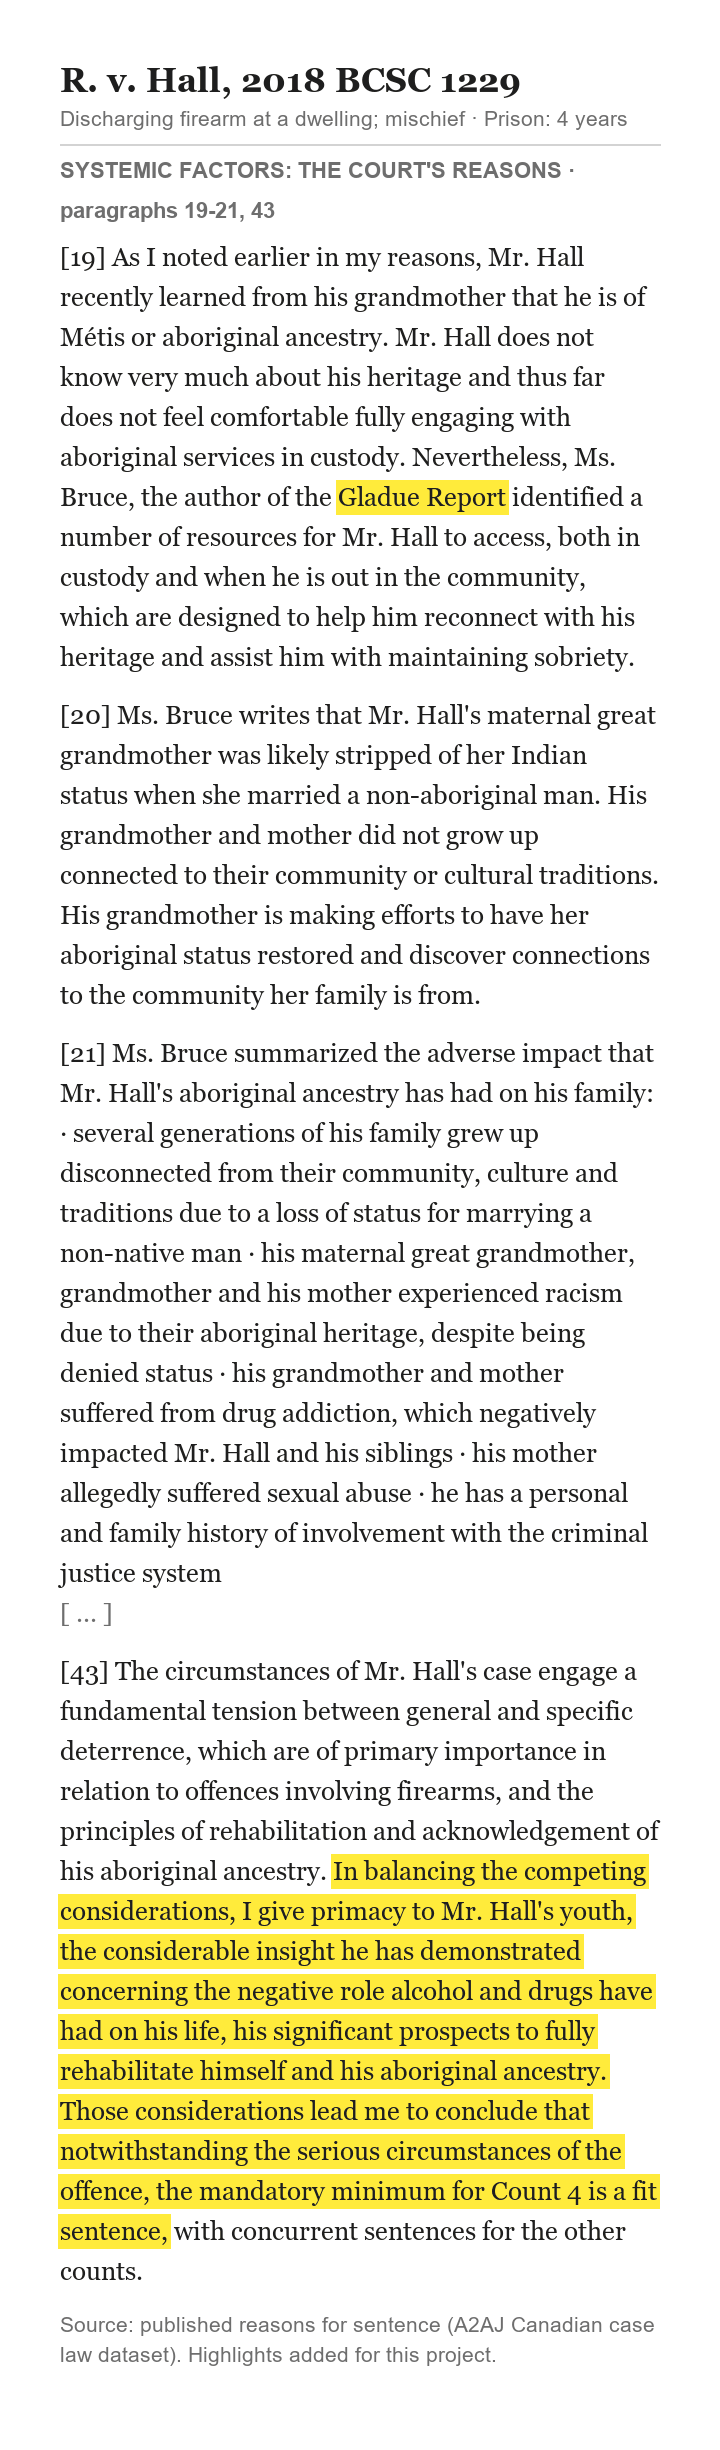 R. v. Hall, 2018 BCSC 1229
Discharging firearm at a dwelling; mischief · Prison: 4 years
SYSTEMIC FACTORS: THE COURT'S REASONS ·
paragraphs 19-21, 43
[19] As I noted earlier in my reasons, Mr. Hall
recently learned from his grandmother that he is of
Métis or aboriginal ancestry. Mr. Hall does not
know very much about his heritage and thus far
does not feel comfortable fully engaging with
aboriginal services in custody. Nevertheless, Ms.
Bruce, the author of the Gladue Report identified a
number of resources for Mr. Hall to access, both in
custody and when he is out in the community,
which are designed to help him reconnect with his
heritage and assist him with maintaining sobriety.
[20] Ms. Bruce writes that Mr. Hall's maternal great
grandmother was likely stripped of her Indian
status when she married a non-aboriginal man. His
grandmother and mother did not grow up
connected to their community or cultural traditions.
His grandmother is making efforts to have her
aboriginal status restored and discover connections
to the community her family is from.
[21] Ms. Bruce summarized the adverse impact that
Mr. Hall's aboriginal ancestry has had on his family:
· several generations of his family grew up
disconnected from their community, culture and
traditions due to a loss of status for marrying a
non-native man · his maternal great grandmother,
grandmother and his mother experienced racism
due to their aboriginal heritage, despite being
denied status · his grandmother and mother
suffered from drug addiction, which negatively
impacted Mr. Hall and his siblings · his mother
allegedly suffered sexual abuse · he has a personal
and family history of involvement with the criminal
justice system
[ ... ]
[43] The circumstances of Mr. Hall's case engage a
fundamental tension between general and specific
deterrence, which are of primary importance in
relation to offences involving firearms, and the
principles of rehabilitation and acknowledgement of
his aboriginal ancestry. In balancing the competing
considerations, I give primacy to Mr. Hall's youth,
the considerable insight he has demonstrated
concerning the negative role alcohol and drugs have
had on his life, his significant prospects to fully
rehabilitate himself and his aboriginal ancestry.
Those considerations lead me to conclude that
notwithstanding the serious circumstances of the
offence, the mandatory minimum for Count 4 is a fit
sentence, with concurrent sentences for the other
counts.
Source: published reasons for sentence (A2AJ Canadian case
law dataset). Highlights added for this project.